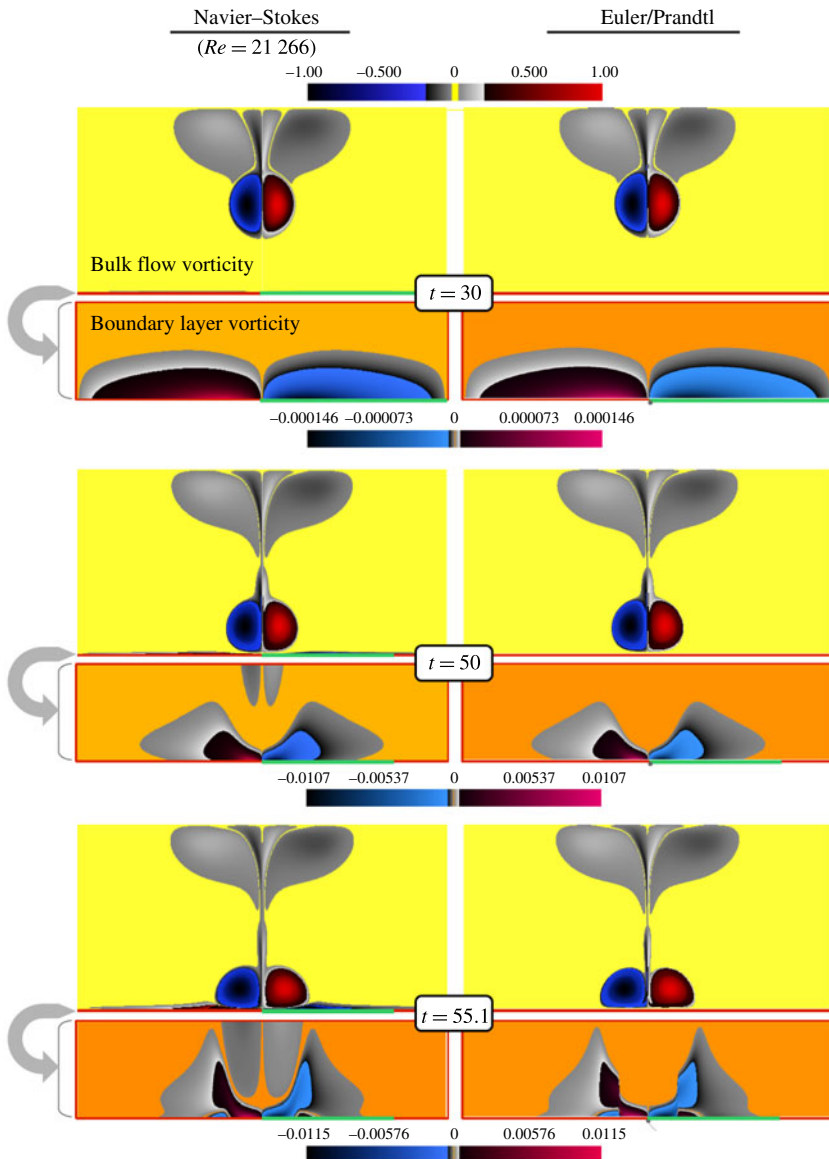 Navier–Stokes
Euler/Prandtl
(Re = 21 266)
–1.00 –0.500 0 0.500 1.00
Bulk flow vorticity
t = 30
Boundary layer vorticity
–0.000146 –0.000073 0 0.000073 0.000146
t = 50
–0.0107 –0.00537 0 0.00537 0.0107
t = 55.1
–0.0115 –0.00576 0 0.00576 0.0115